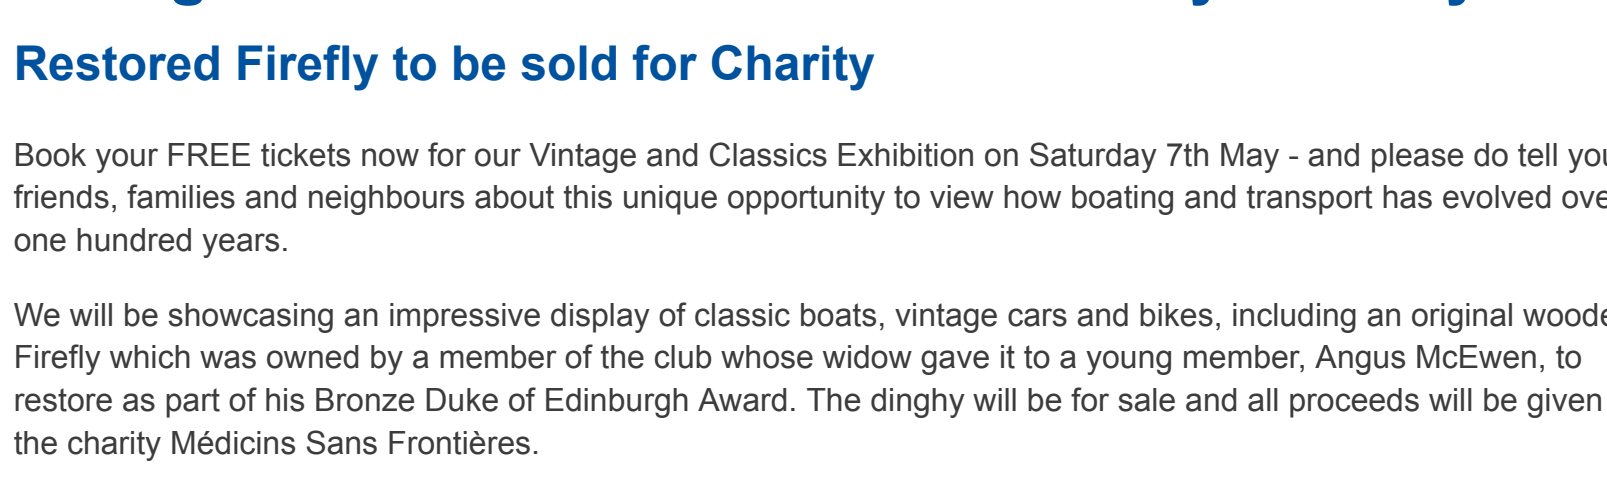 Restored Firefly to be sold for Charity
Book your FREE tickets now for our Vintage and Classics Exhibition on Saturday 7th May - and please do tell you
friends, families and neighbours about this unique opportunity to view how boating and transport has evolved ove
one hundred years.
We will be showcasing an impressive display of classic boats, vintage cars and bikes, including an original woode
Firefly which was owned by a member of the club whose widow gave it to a young member, Angus McEwen, to
restore as part of his Bronze Duke of Edinburgh Award. The dinghy will be for sale and all proceeds will be given
the charity Médicins Sans Frontières.